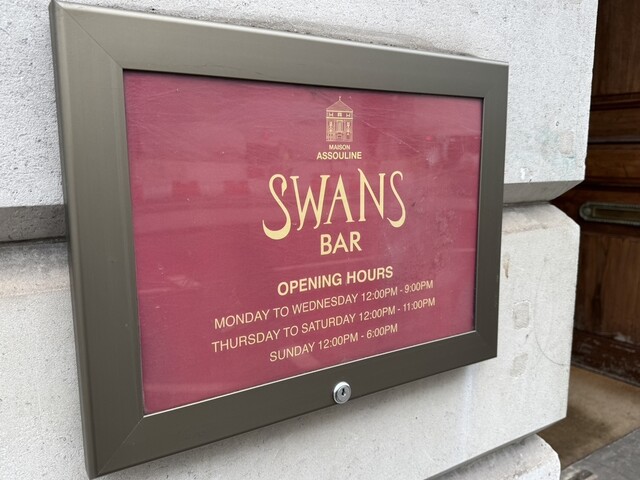 MAISON
ASSOULINE
SWANS
BAR
OPENING HOURS
MONDAY TO WEDNESDAY 12:00PM - 9:00PM
THURSDAY TO SATURDAY 12:00PM - 11:00PM
SUNDAY 12:00PM - 6:00PM